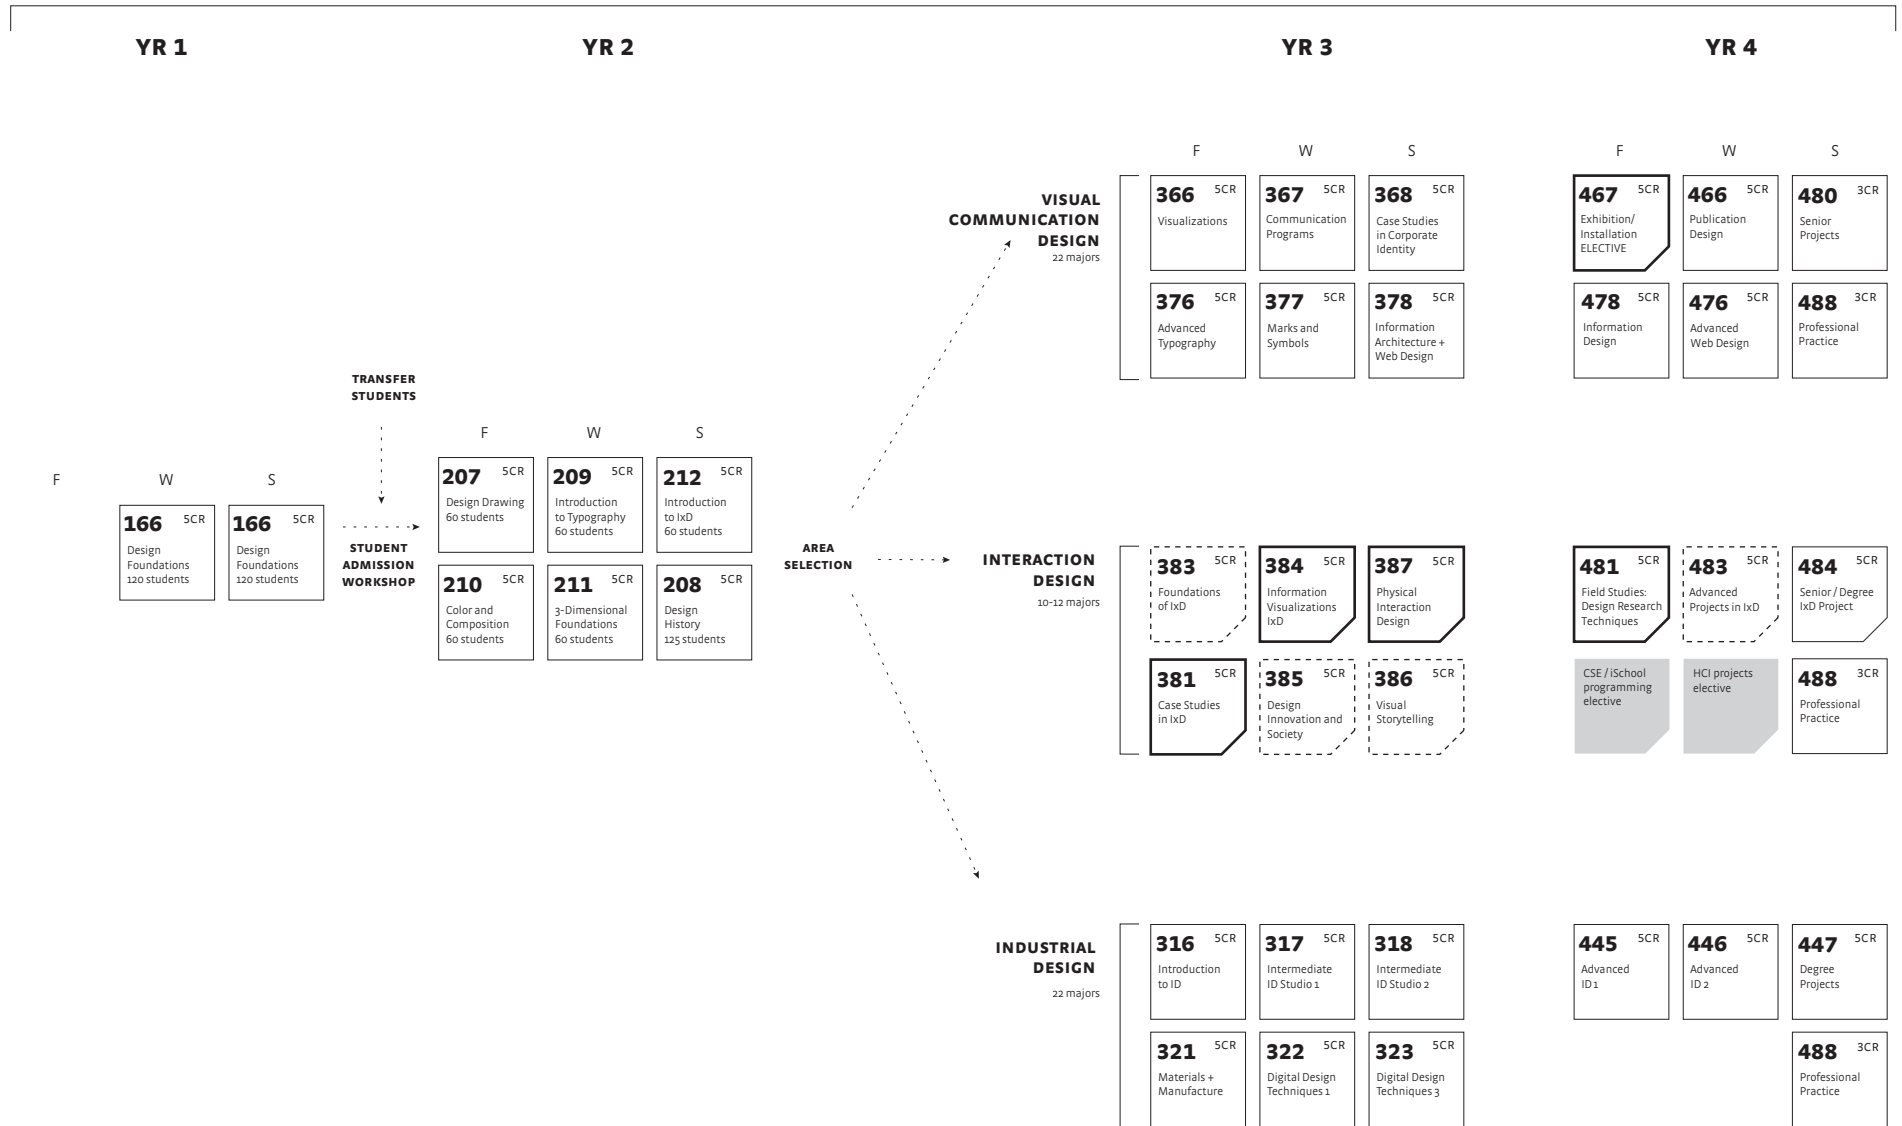 YR 1
YR 2
YR 3
YR 4
F
W
S
166 5CR
Design
Foundations
120 students
166 5CR
Design
Foundations
120 students
TRANSFER
STUDENTS
STUDENT
ADMISSION
WORKSHOP
F
W
S
207 5CR
Design Drawing
60 students
209 5CR
Introduction
to Typography
60 students
212 5CR
Introduction
to IxD
60 students
210 5CR
Color and
Composition
60 students
211 5CR
3-Dimensional
Foundations
60 students
208 5CR
Design
History
125 students
AREA
SELECTION
VISUAL
COMMUNICATION
DESIGN
22 majors
F
W
S
366 5CR
Visualizations
367 5CR
Communication
Programs
368 5CR
Case Studies
in Corporate
Identity
376 5CR
Advanced
Typography
377 5CR
Marks and
Symbols
378 5CR
Information
Architecture +
Web Design
F
W
S
467 5CR
Exhibition/
Installation
ELECTIVE
466 5CR
Publication
Design
480 3CR
Senior
Projects
478 5CR
Information
Design
476 5CR
Advanced
Web Design
488 3CR
Professional
Practice
INTERACTION
DESIGN
10-12 majors
383 5CR
Foundations
of IxD
384 5CR
Information
Visualizations
IxD
387 5CR
Physical
Interaction
Design
381 5CR
Case Studies
in IxD
385 5CR
Design
Innovation and
Society
386 5CR
Visual
Storytelling
481 5CR
Field Studies:
Design Research
Techniques
483 5CR
Advanced
Projects in IxD
484 5CR
Senior / Degree
IxD Project
CSE / iSchool
programming
elective
HCI projects
elective
488 3CR
Professional
Practice
INDUSTRIAL
DESIGN
22 majors
316 5CR
Introduction
to ID
317 5CR
Intermediate
ID Studio 1
318 5CR
Intermediate
ID Studio 2
321 5CR
Materials +
Manufacture
322 5CR
Digital Design
Techniques 1
323 5CR
Digital Design
Techniques 3
445 5CR
Advanced
ID 1
446 5CR
Advanced
ID 2
447 5CR
Degree
Projects
488 3CR
Professional
Practice